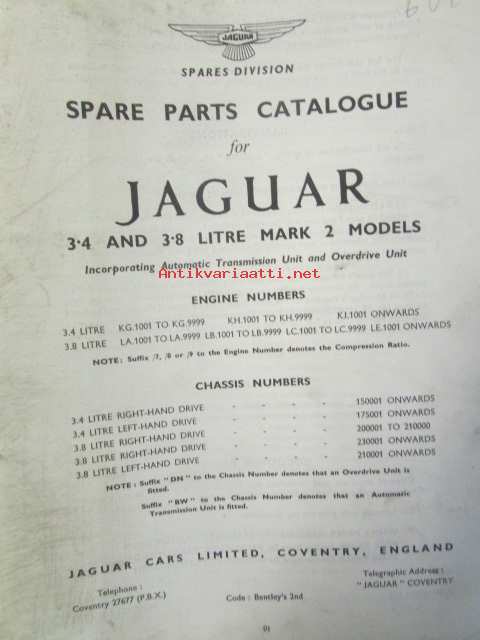 JAGUAR
SPARES DIVISION
SPARE PARTS CATALOGUE
for
JAGUAR
3·4 AND 3·8 LITRE MARK 2 MODELS
Incorporating Automatic Transmission Unit and Overdrive Unit
Antikvariaatti.net
ENGINE NUMBERS
3.4 LITRE KG.1001 TO KG.9999 KH.1001 TO KH.9999 KJ.1001 ONWARDS
3.8 LITRE LA.1001 TO LA.9999 LB.1001 TO LB.9999 LC.1001 TO LC.9999 LE.1001 ONWARDS
NOTE: Suffix /7, /8 or /9 to the Engine Number denotes the Compression Ratio.
CHASSIS NUMBERS
3.4 LITRE RIGHT-HAND DRIVE - - - - 150001 ONWARDS
3.4 LITRE LEFT-HAND DRIVE - - - - 175001 ONWARDS
3.8 LITRE RIGHT-HAND DRIVE - - - - 200001 TO 210000
3.8 LITRE RIGHT-HAND DRIVE - - - - 230001 ONWARDS
3.8 LITRE LEFT-HAND DRIVE - - - - 210001 ONWARDS
NOTE: Suffix "DN" to the Chassis Number denotes that an Overdrive Unit is
fitted.
Suffix "BW" to the Chassis Number denotes that an Automatic
Transmission Unit is fitted.
JAGUAR CARS LIMITED, COVENTRY, ENGLAND
Telephone:
Coventry 27677 (P.B.X.)
Code: Bentley's 2nd
Telegraphic Address:
"JAGUAR" COVENTRY